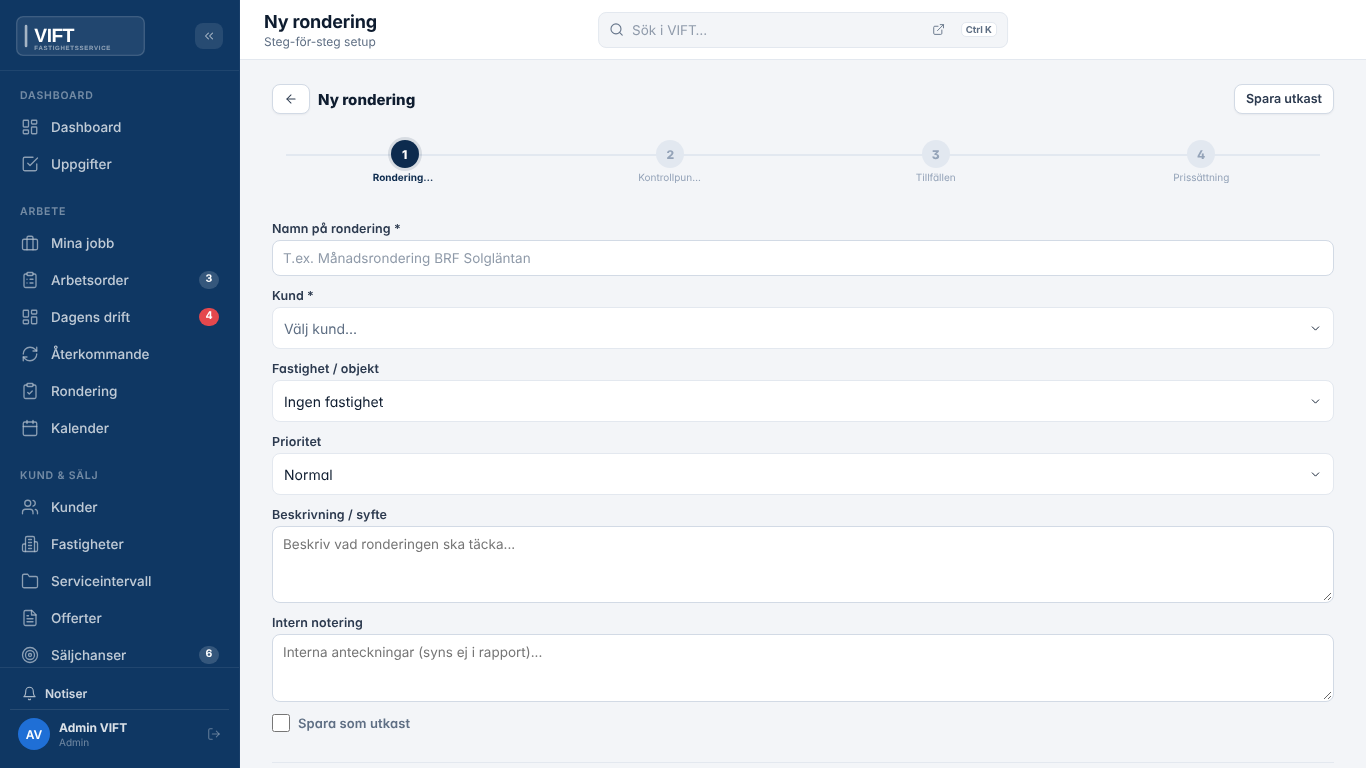 VIFT
FASTIGHETSSERVICE
DASHBOARD
Dashboard
Uppgifter
ARBETE
Mina jobb
Arbetsorder 3
Dagens drift 4
Återkommande
Rondering
Kalender
KUND & SÄLJ
Kunder
Fastigheter
Serviceintervall
Offerter
Säljchanser 6
Notiser
AV
Admin VIFT
Admin
Ny rondering
Steg-för-steg setup
Sök i VIFT... Ctrl K
Ny rondering
Spara utkast
1 2 3 4
Rondering... Kontrollpun... Tillfällen Prissättning
Namn på rondering *
T.ex. Månadsrondering BRF Solgläntan
Kund *
Välj kund...
Fastighet / objekt
Ingen fastighet
Prioritet
Normal
Beskrivning / syfte
Beskriv vad ronderingen ska täcka...
Intern notering
Interna anteckningar (syns ej i rapport)...
Spara som utkast